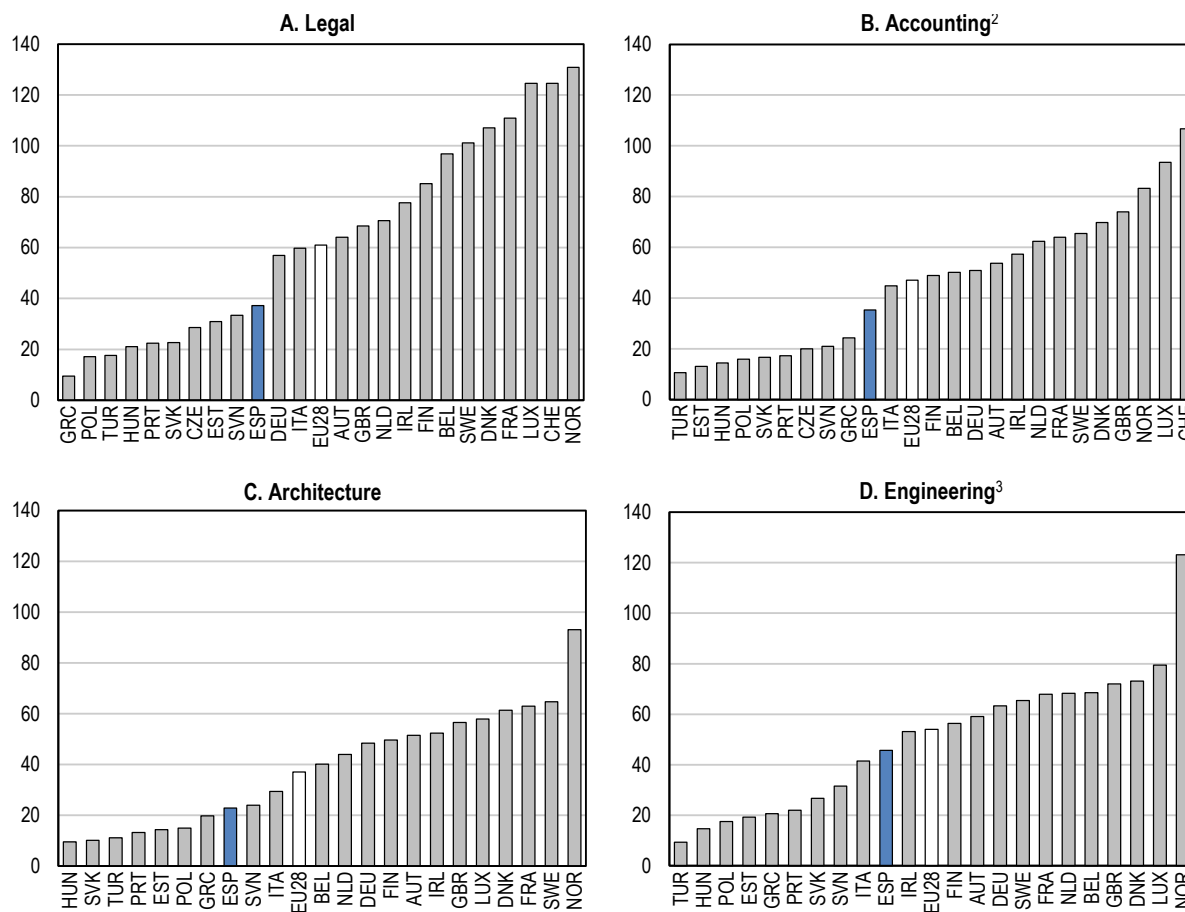 A. Legal
140
120
100
80
60
40
20
0
GRC
POL
TUR
HUN
PRT
SVK
CZE
EST
SVN
ESP
DEU
ITA
EU28
AUT
GBR
NLD
IRL
FIN
BEL
SWE
DNK
FRA
LUX
CHE
NOR
B. Accounting²
140
120
100
80
60
40
20
0
TUR
EST
HUN
POL
SVK
PRT
CZE
SVN
GRC
ESP
ITA
EU28
FIN
BEL
DEU
AUT
IRL
NLD
FRA
SWE
DNK
GBR
NOR
LUX
CHE
C. Architecture
140
120
100
80
60
40
20
0
HUN
SVK
TUR
PRT
EST
POL
GRC
ESP
SVN
ITA
EU28
BEL
NLD
DEU
FIN
AUT
IRL
GBR
LUX
DNK
FRA
SWE
NOR
D. Engineering³
140
120
100
80
60
40
20
0
TUR
HUN
POL
EST
GRC
PRT
SVK
SVN
ITA
ESP
IRL
EU28
FIN
AUT
DEU
SWE
FRA
NLD
BEL
GBR
DNK
LUX
NOR